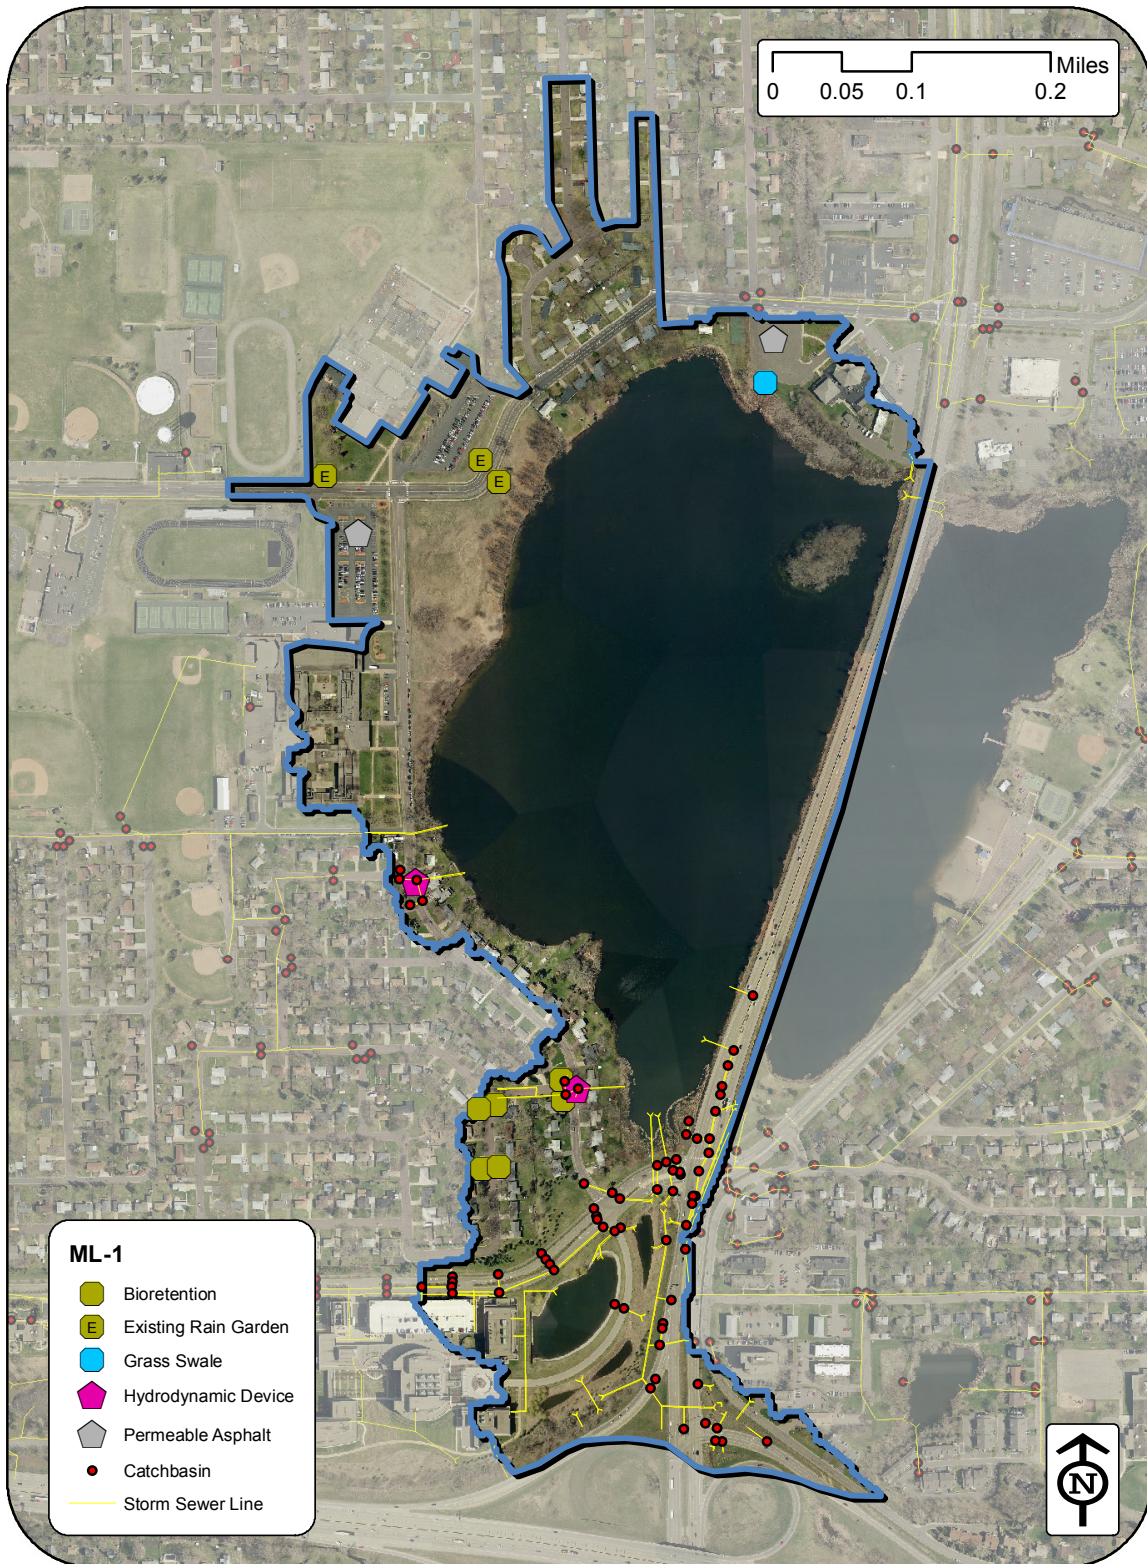 Miles
0 0.05 0.1 0.2
E
E
E
ML-1
Bioretention
E Existing Rain Garden
Grass Swale
Hydrodynamic Device
Permeable Asphalt
Catchbasin
Storm Sewer Line
N